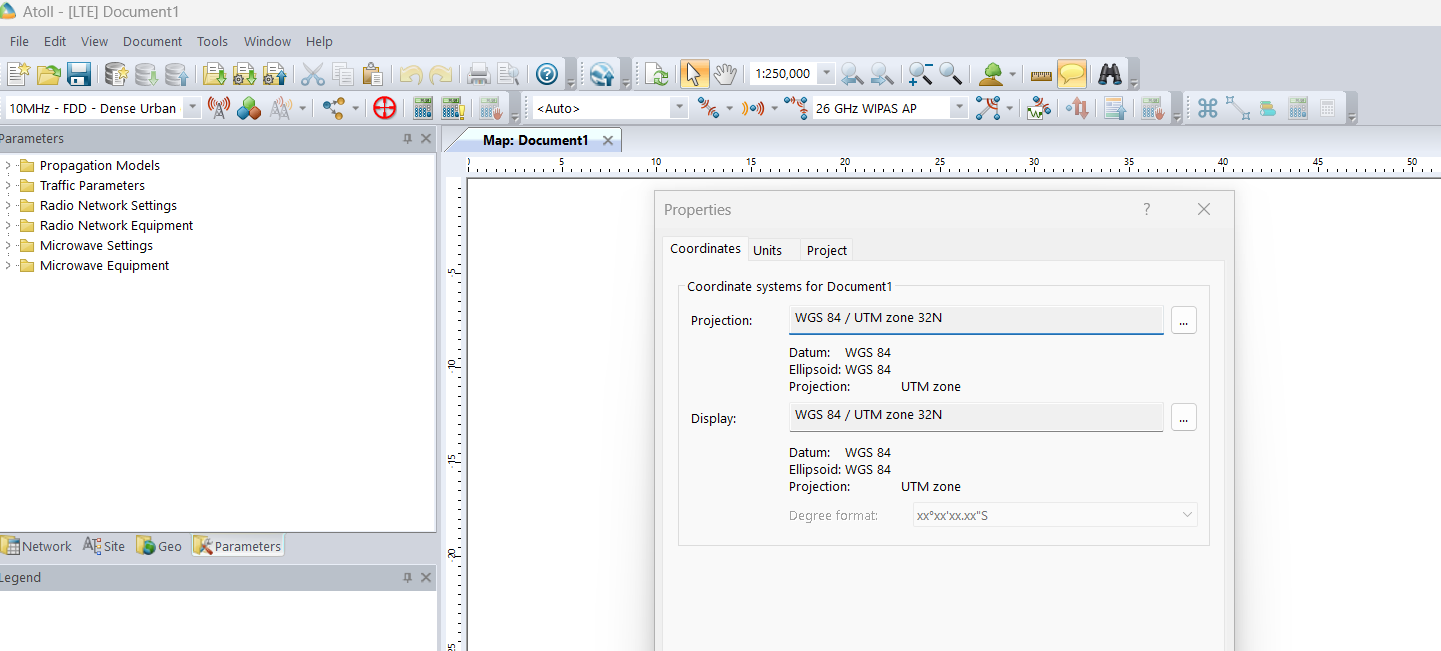 Atoll - [LTE] Document1
File Edit View Document Tools Window Help
1:250,000
10MHz - FDD - Dense Urban <Auto> 26 GHz WIPAS AP
Parameters
Propagation Models
Traffic Parameters
Radio Network Settings
Radio Network Equipment
Microwave Settings
Microwave Equipment
Network Site Geo Parameters
Legend
Map: Document1
0 5 10 15 20 25 30 35 40 45 50
-5
-10
-15
-20
-25
Properties ?
Coordinates Units Project
Coordinate systems for Document1
Projection: WGS 84 / UTM zone 32N ...
Datum: WGS 84
Ellipsoid: WGS 84
Projection: UTM zone
Display: WGS 84 / UTM zone 32N ...
Datum: WGS 84
Ellipsoid: WGS 84
Projection: UTM zone
Degree format: xx°xx'xx.xx"S